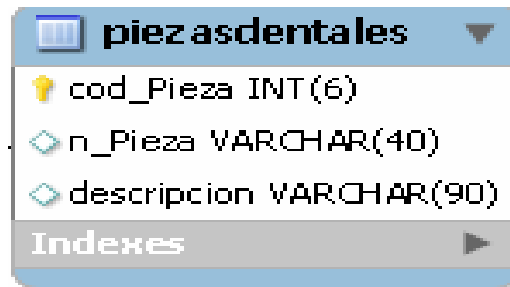 piezasdentales
cod_Pieza INT(6)
n_Pieza VARCHAR(40)
descripcion VARCHAR(90)
Indexes